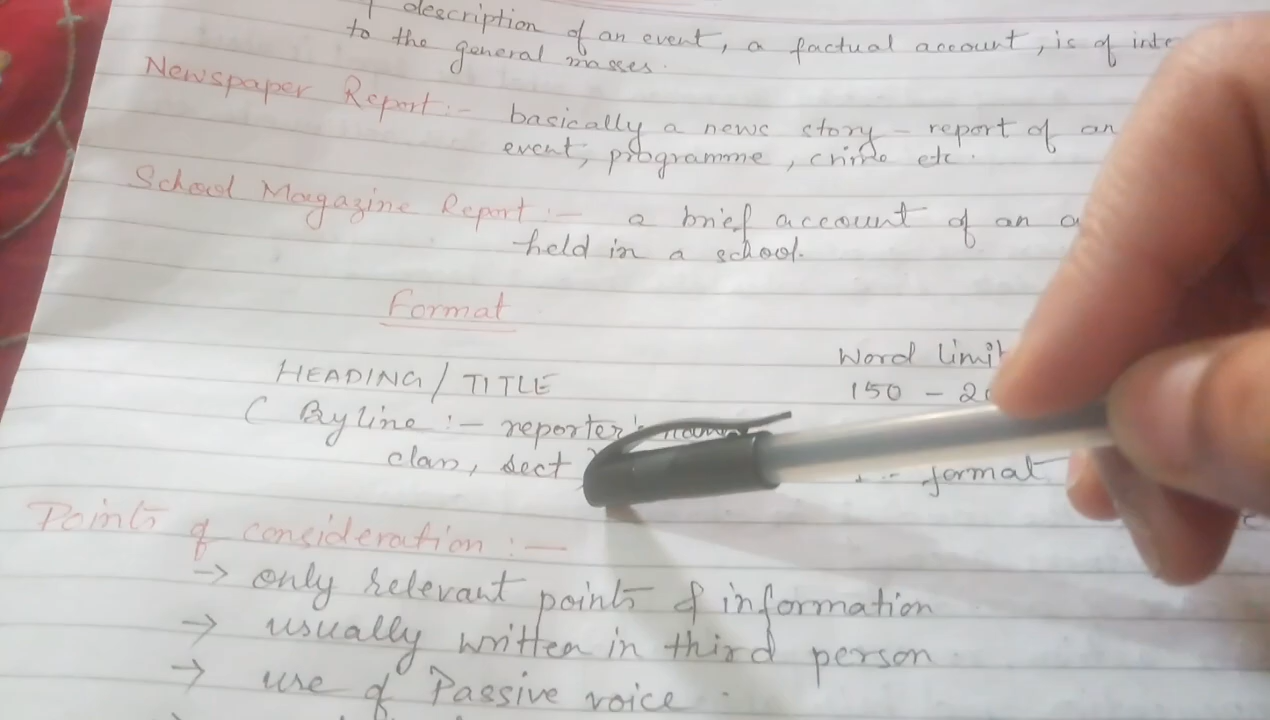 description of an event, a factual account, is of
to the general masses.
Newspaper Report :- basically a news story - report of an
event, programme, crime etc.
School Magazine Report :- a brief account of an
held in a school.
Format
Word limit
HEADING / TITLE
150 -
( Byline :- reporter's name
class, sect
format
Points of consideration :-
→ only relevant points of information
→ usually written in third person
→ use of Passive voice.